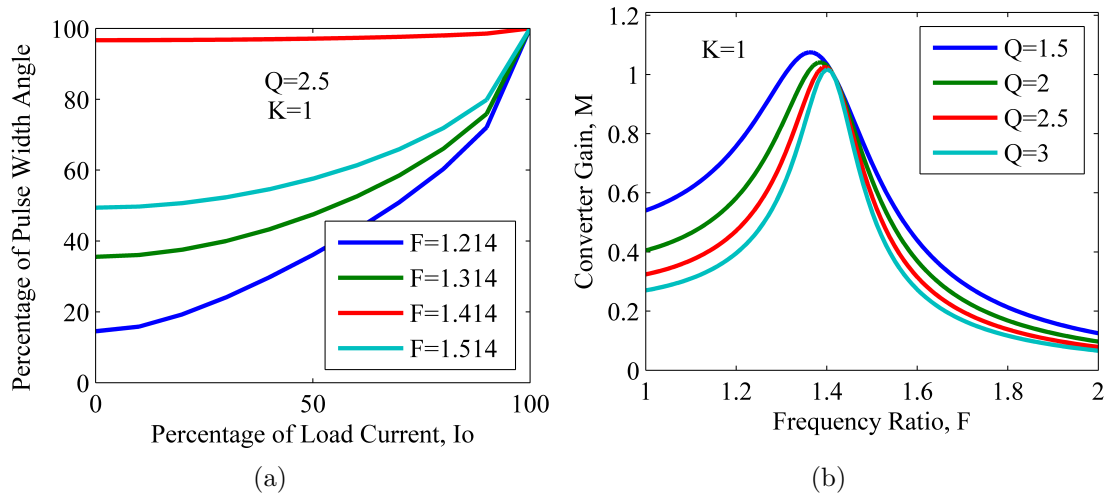 Percentage of Pulse Width Angle
100
80
60
40
20
0
Q=2.5
K=1
F=1.214
F=1.314
F=1.414
F=1.514
0
50
100
Percentage of Load Current, Io
(a)
Converter Gain, M
1.2
1
0.8
0.6
0.4
0.2
0
K=1
Q=1.5
Q=2
Q=2.5
Q=3
1
1.2
1.4
1.6
1.8
2
Frequency Ratio, F
(b)